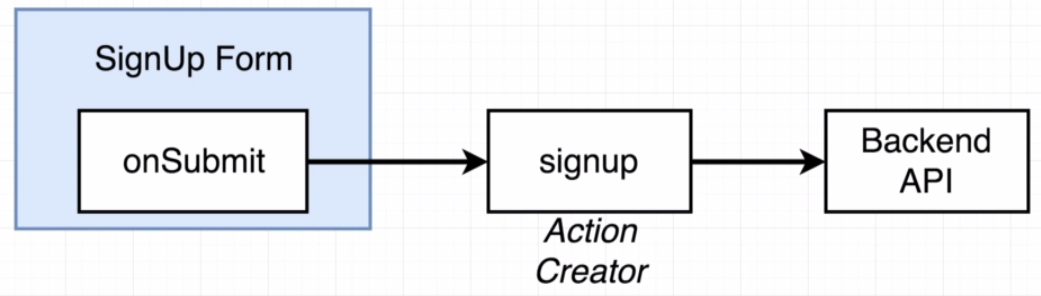 SignUp Form
onSubmit
signup
Backend
API
Action
Creator